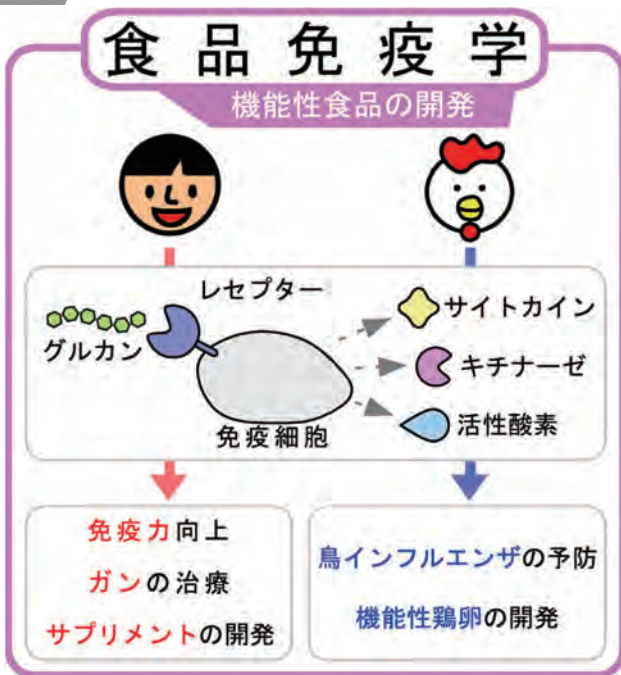 食品免疫学
機能性食品の開発
レセプター
グルカン
免疫細胞
サイトカイン
キチナーゼ
活性酸素
免疫力向上
ガンの治療
サプリメントの開発
鳥インフルエンザの予防
機能性鶏卵の開発